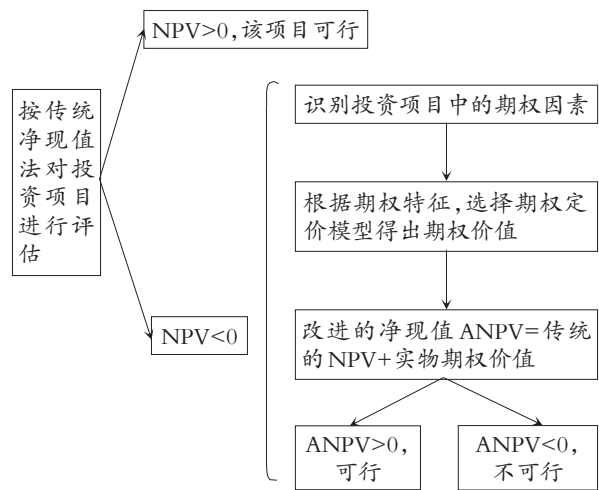 NPV>0,该项目可行
按传统
净现值
法对投
资项目
进行评
估
NPV<0
识别投资项目中的期权因素
根据期权特征,选择期权定
价模型得出期权价值
改进的净现值ANPV=传统
的NPV+实物期权价值
ANPV>0,
可行
ANPV<0,
不可行